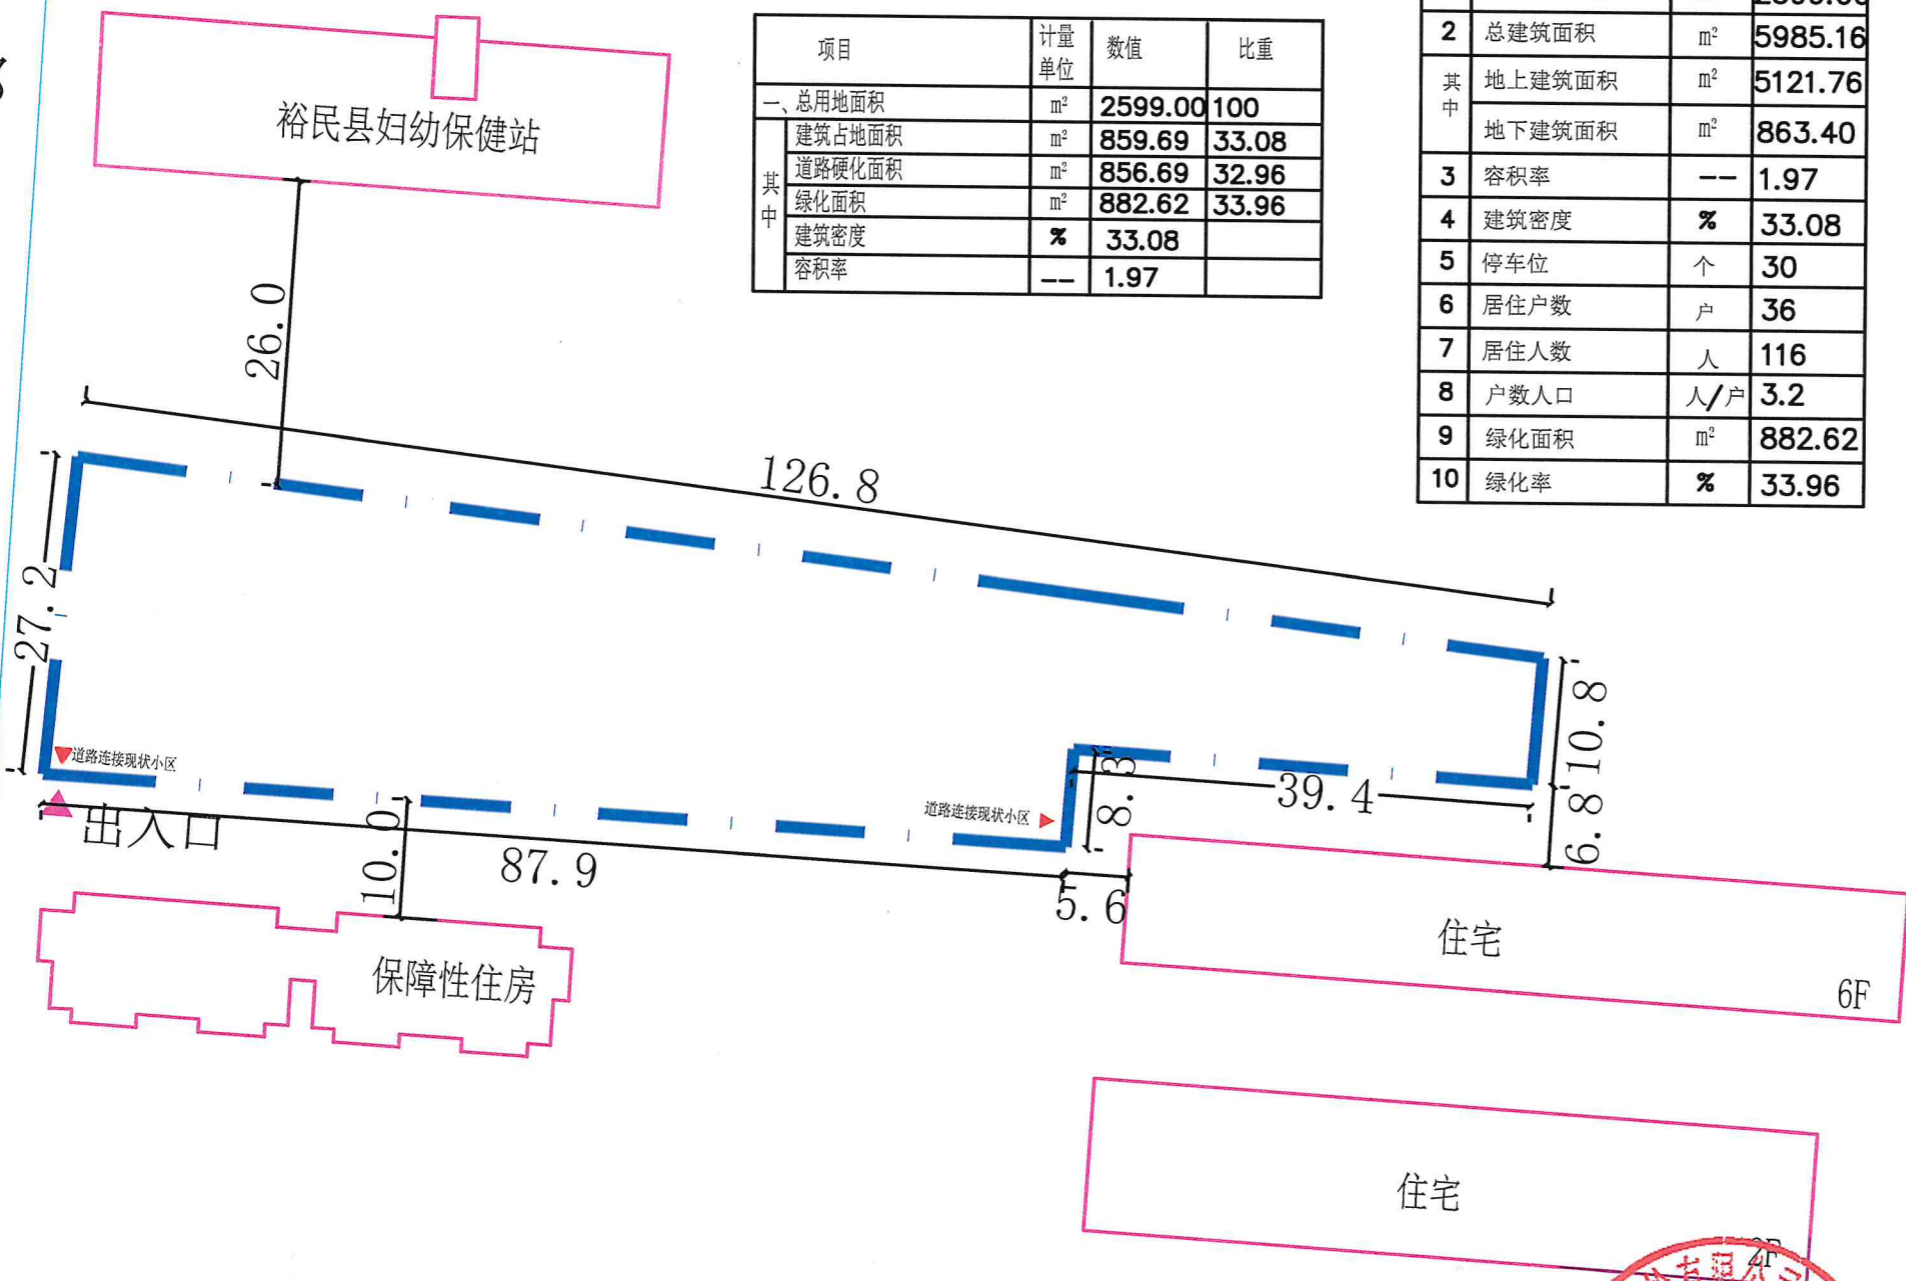 项目 计量单位 数值 比重
一、总用地面积 m² 2599.00 100
其中
建筑占地面积 m² 859.69 33.08
道路硬化面积 m² 856.69 32.96
绿化面积 m² 882.62 33.96
建筑密度 % 33.08
容积率 -- 1.97
2 总建筑面积 m² 5985.16
其中
地上建筑面积 m² 5121.76
地下建筑面积 m² 863.40
3 容积率 -- 1.97
4 建筑密度 % 33.08
5 停车位 个 30
6 居住户数 户 36
7 居住人数 人 116
8 户数人口 人/户 3.2
9 绿化面积 m² 882.62
10 绿化率 % 33.96
裕民县妇幼保健站
26.0
126.8
27.2
10.8
道路连接现状小区
8.3
39.4
道路连接现状小区
出入口
10.0
87.9
6.8
5.6
住宅
保障性住房
6F
住宅
2F